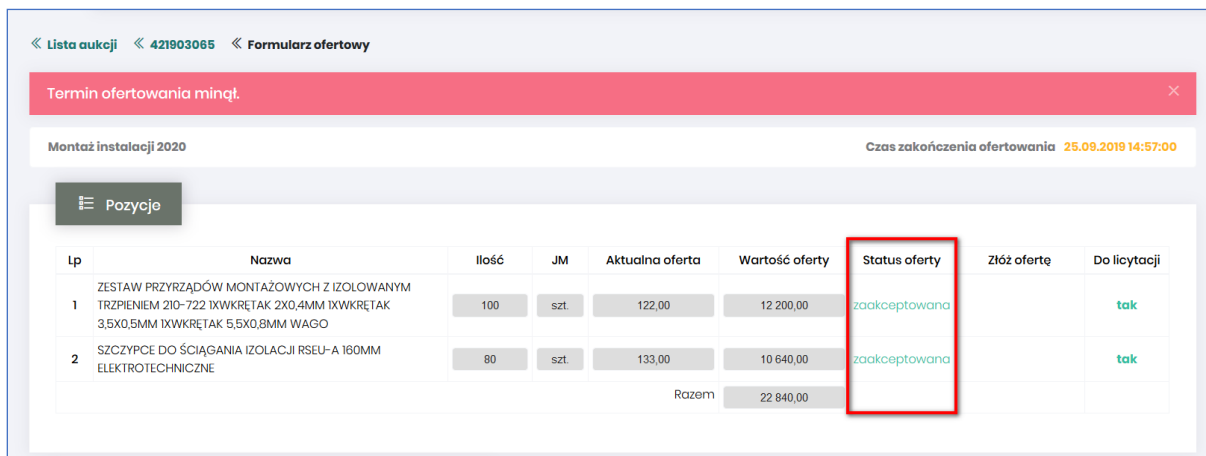 « Lista aukcji « 421903065 « Formularz ofertowy
Termin ofertowania minął. ×
Montaż instalacji 2020 Czas zakończenia ofertowania 25.09.2019 14:57:00
Pozycje
Lp Nazwa Ilość JM Aktualna oferta Wartość oferty Status oferty Złóż ofertę Do licytacji
ZESTAW PRZYRZĄDÓW MONTAŻOWYCH Z IZOLOWANYM
1 TRZPIENIEM 210-722 1XWKRĘTAK 2X0,4MM 1XWKRĘTAK 100 szt. 122,00 12 200,00 zaakceptowana tak
3,5X0,5MM 1XWKRĘTAK 5,5X0,8MM WAGO
2 SZCZYPCE DO ŚCIĄGANIA IZOLACJI RSEU-A 160MM 80 szt. 133,00 10 640,00 zaakceptowana tak
ELEKTROTECHNICZNE
Razem 22 840,00